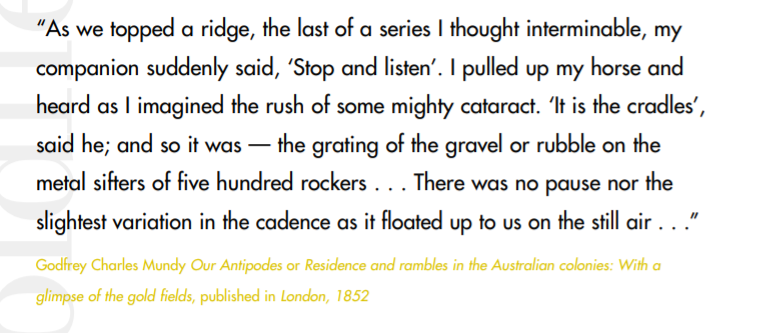 “As we topped a ridge, the last of a series I thought interminable, my
companion suddenly said, ‘Stop and listen’. I pulled up my horse and
heard as I imagined the rush of some mighty cataract. ‘It is the cradles’,
said he; and so it was — the grating of the gravel or rubble on the
metal sifters of five hundred rockers . . . There was no pause nor the
slightest variation in the cadence as it floated up to us on the still air . . .”
Godfrey Charles Mundy Our Antipodes or Residence and rambles in the Australian colonies: With a
glimpse of the gold fields, published in London, 1852